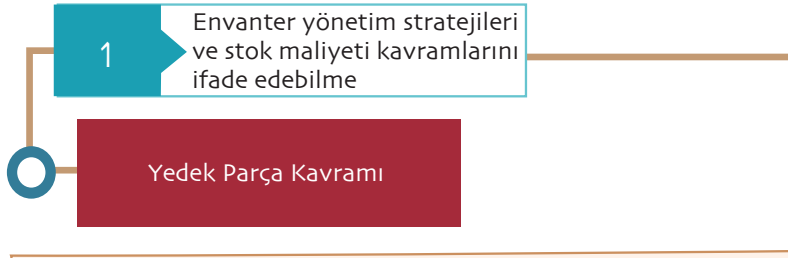 1
Envanter yönetim stratejileri
ve stok maliyeti kavramlarını
ifade edebilme
Yedek Parça Kavramı